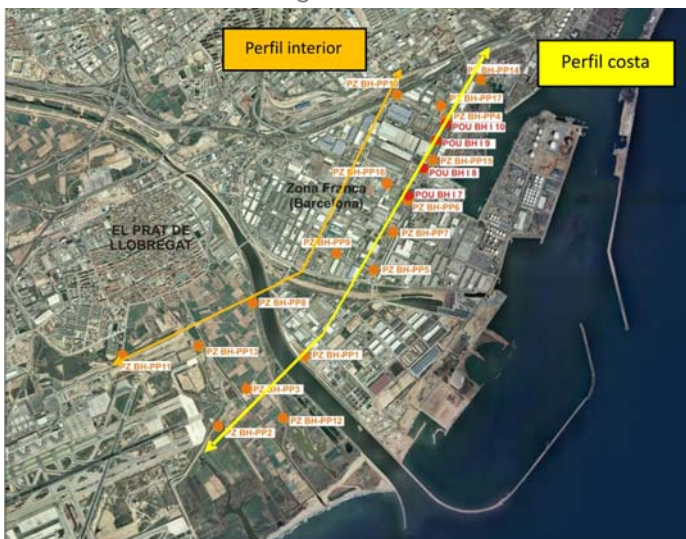 Perfil interior
Perfil costa
PZ BH-PP14
PZ BH-PP10
PZ BH-PP17
PZ BH-PP4
POU BH I 10
POU BH I 9
PZ BH-PP15
POU BH I 8
PZ BH-PP16
Zona Franca
(Barcelona)
POU BH I 7
PZ BH-PP6
EL PRAT DE
LLOBREGAT
PZ BH-PP7
PZ BH-PP9
PZ BH-PP5
PZ BH-PP8
PZ BH-PP13
PZ BH-PP1
PZ BH-PP11
PZ BH-PP3
PZ BH-PP12
PZ BH-PP2